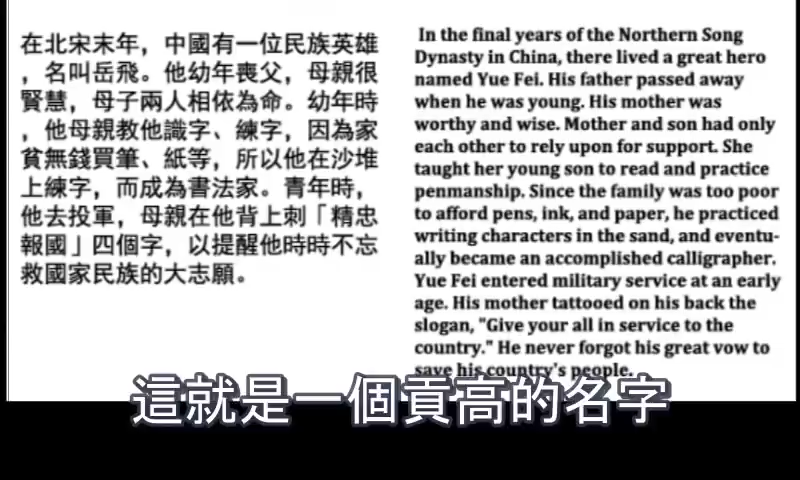 在北宋末年，中國有一位民族英雄
，名叫岳飛。他幼年喪父，母親很
賢慧，母子兩人相依為命。幼年時
，他母親教他識字、練字，因為家
貧無錢買筆、紙等，所以他在沙堆
上練字，而成為書法家。青年時，
他去投軍，母親在他背上刺「精忠
報國」四個字，以提醒他時時不忘
救國家民族的大志願。
In the final years of the Northern Song
Dynasty in China, there lived a great hero
named Yue Fei. His father passed away
when he was young. His mother was
worthy and wise. Mother and son had only
each other to rely upon for support. She
taught her young son to read and practice
penmanship. Since the family was too poor
to afford pens, ink, and paper, he practiced
writing characters in the sand, and eventu-
ally became an accomplished calligrapher.
Yue Fei entered military service at an early
age. His mother tattooed on his back the
slogan, "Give your all in service to the
country." He never forgot his great vow to
save his country's people.
這就是一個貢高的名字